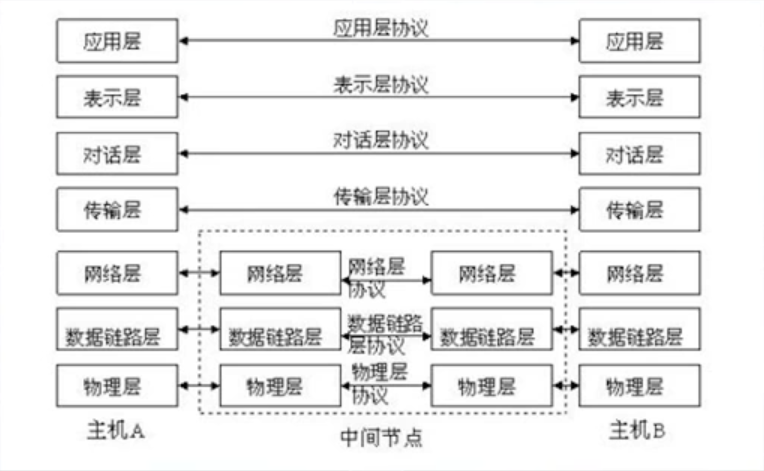 应用层 应用层协议 应用层
表示层 表示层协议 表示层
对话层 对话层协议 对话层
传输层 传输层协议 传输层
网络层 网络层 网络层 网络层 网络层
协议
数据链路层 数据链路层 数据链路 数据链路层 数据链路层
层协议
物理层 物理层 物理层 物理层 物理层
协议
主机A 中间节点 主机B